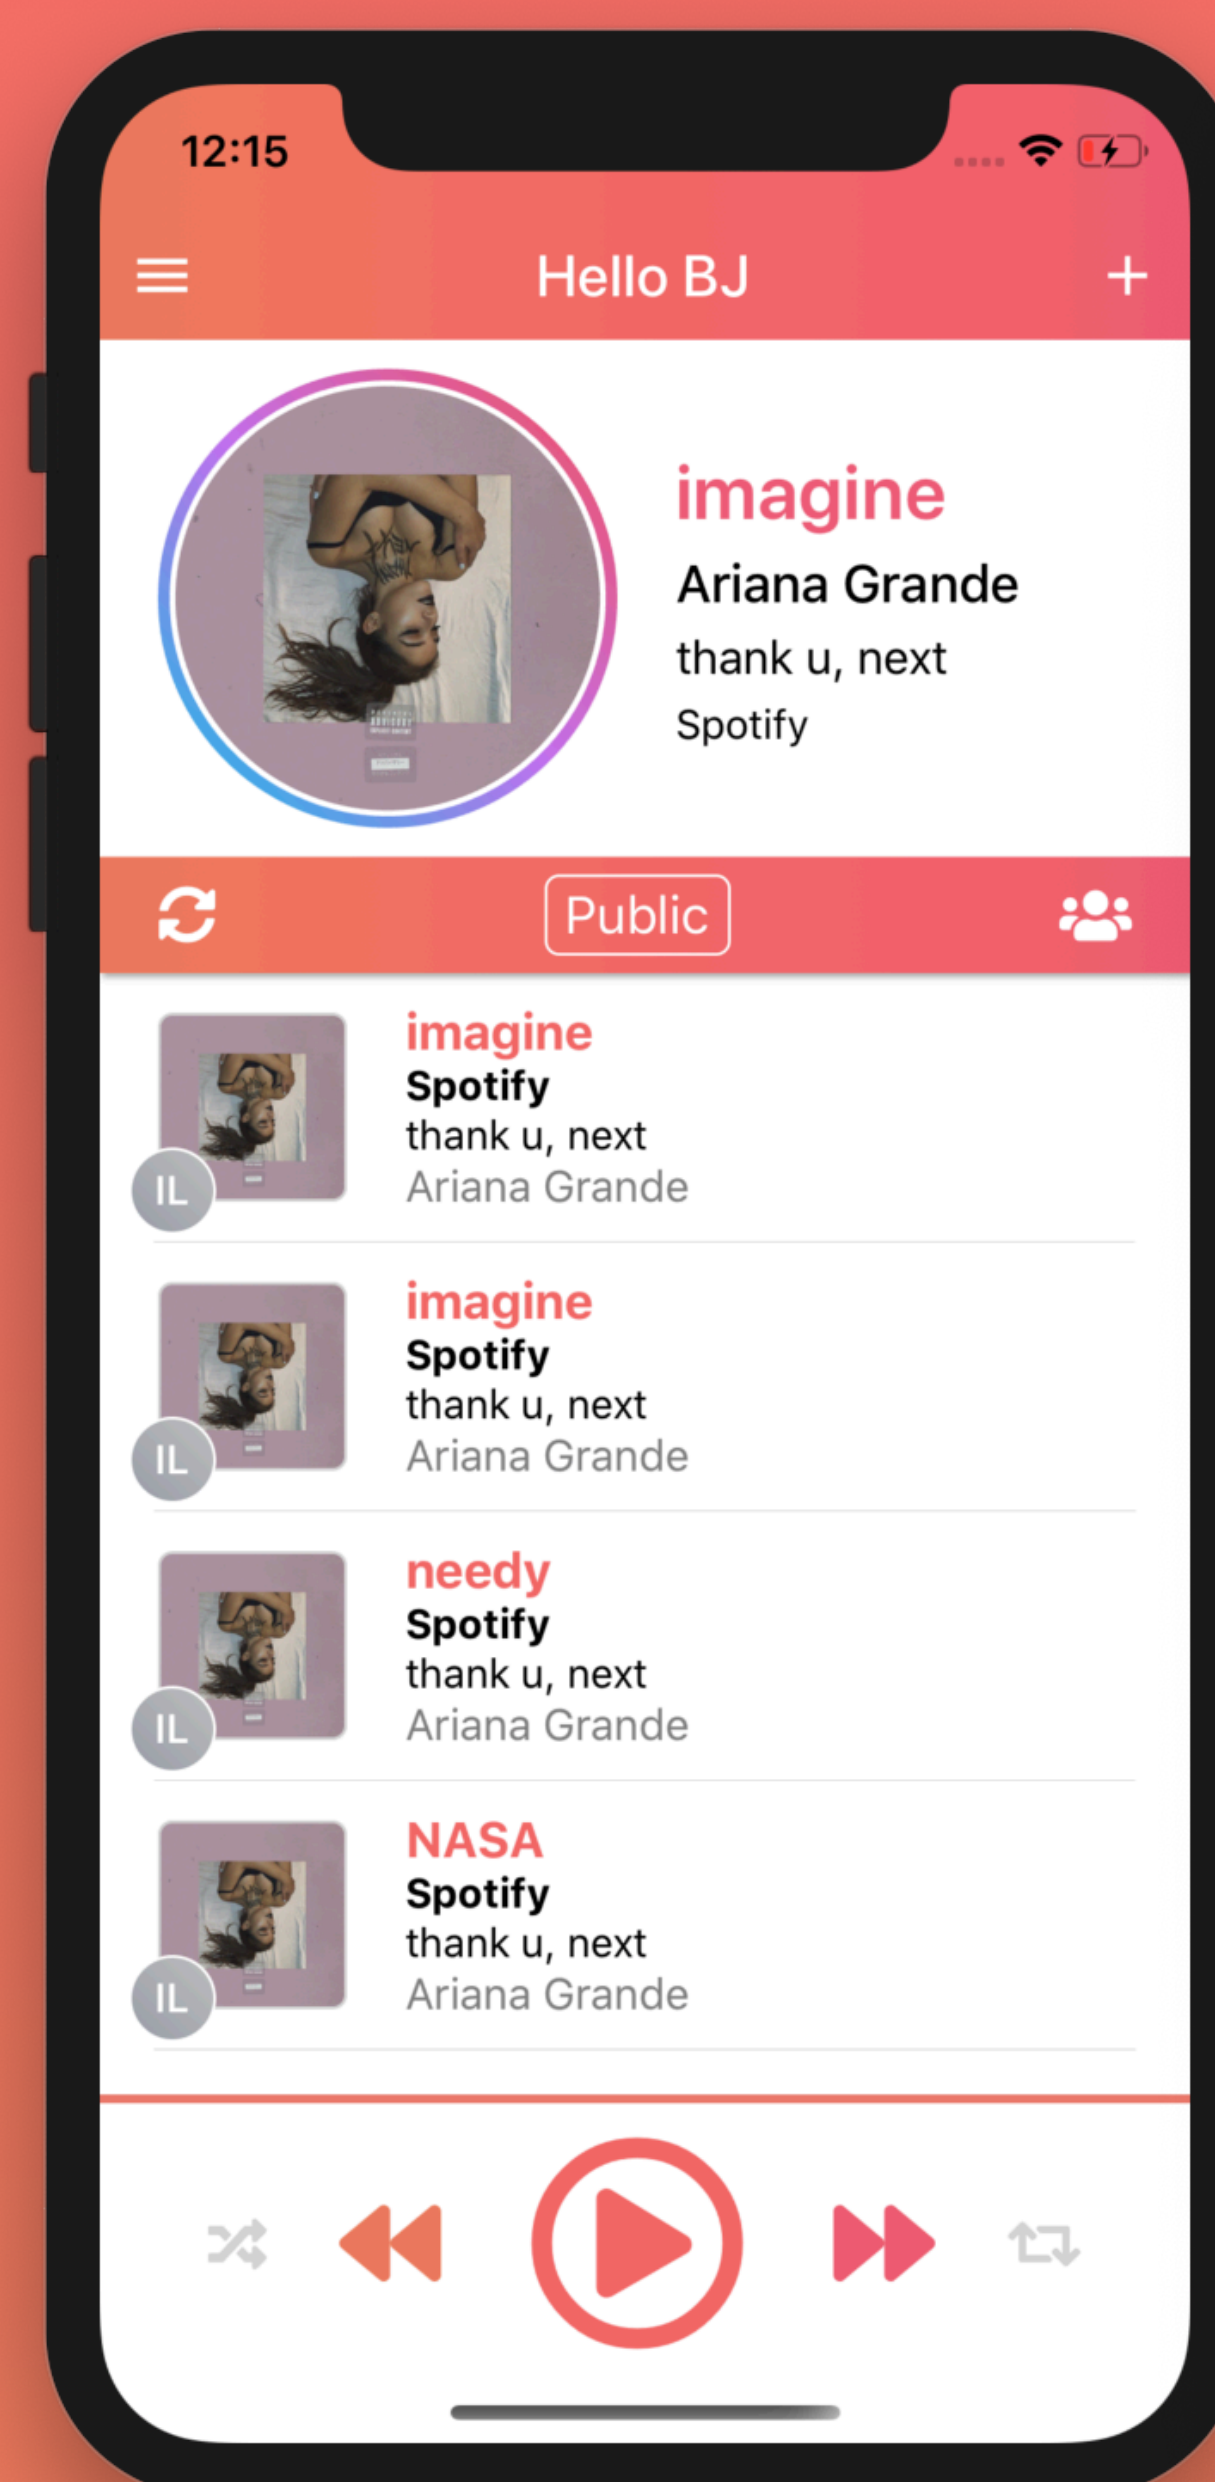 12:15
Hello BJ
imagine
Ariana Grande
thank u, next
Spotify
Public
imagine
Spotify
thank u, next
Ariana Grande
IL
imagine
Spotify
thank u, next
Ariana Grande
IL
needy
Spotify
thank u, next
Ariana Grande
IL
NASA
Spotify
thank u, next
Ariana Grande
IL